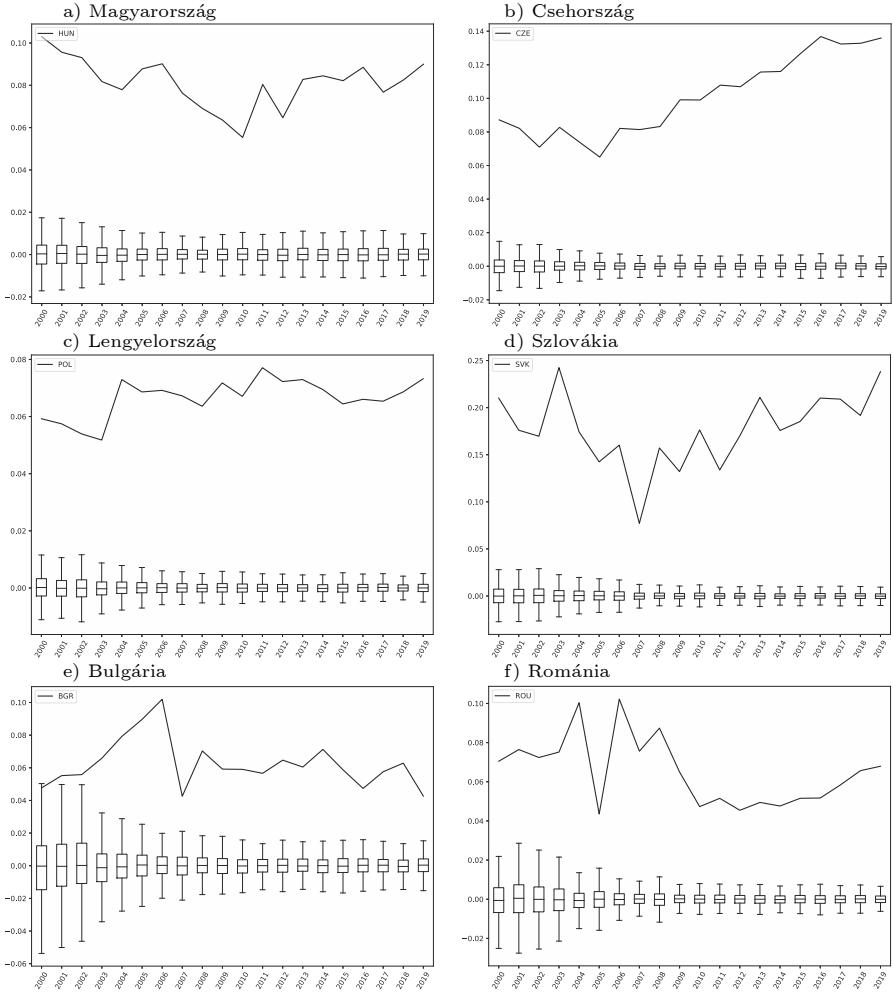 a) Magyarország
b) Csehország
HUN
CZE
0.10
0.08
0.06
0.04
0.02
0.00
−0.02
0.14
0.12
0.10
0.08
0.06
0.04
0.02
0.00
−0.02
2000 2001 2002 2003 2004 2005 2006 2007 2008 2009 2010 2011 2012 2013 2014 2015 2016 2017 2018 2019
2000 2001 2002 2003 2004 2005 2006 2007 2008 2009 2010 2011 2012 2013 2014 2015 2016 2017 2018 2019
c) Lengyelország
d) Szlovákia
POL
SVK
0.08
0.06
0.04
0.02
0.00
0.25
0.20
0.15
0.10
0.05
0.00
2000 2001 2002 2003 2004 2005 2006 2007 2008 2009 2010 2011 2012 2013 2014 2015 2016 2017 2018 2019
2000 2001 2002 2003 2004 2005 2006 2007 2008 2009 2010 2011 2012 2013 2014 2015 2016 2017 2018 2019
e) Bulgária
f) Románia
BGR
ROU
0.10
0.08
0.06
0.04
0.02
0.00
−0.02
−0.04
−0.06
0.10
0.08
0.06
0.04
0.02
0.00
−0.02
2000 2001 2002 2003 2004 2005 2006 2007 2008 2009 2010 2011 2012 2013 2014 2015 2016 2017 2018 2019
2000 2001 2002 2003 2004 2005 2006 2007 2008 2009 2010 2011 2012 2013 2014 2015 2016 2017 2018 2019